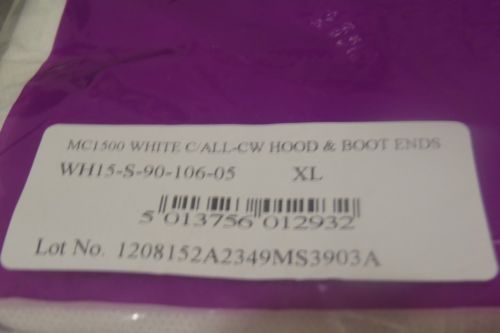 MC1500 WHITE C/ALL-CW HOOD & BOOT ENDS
WH15-S-90-106-05 XL
5 013756 012932
Lot No. 1208152A2349MS3903A